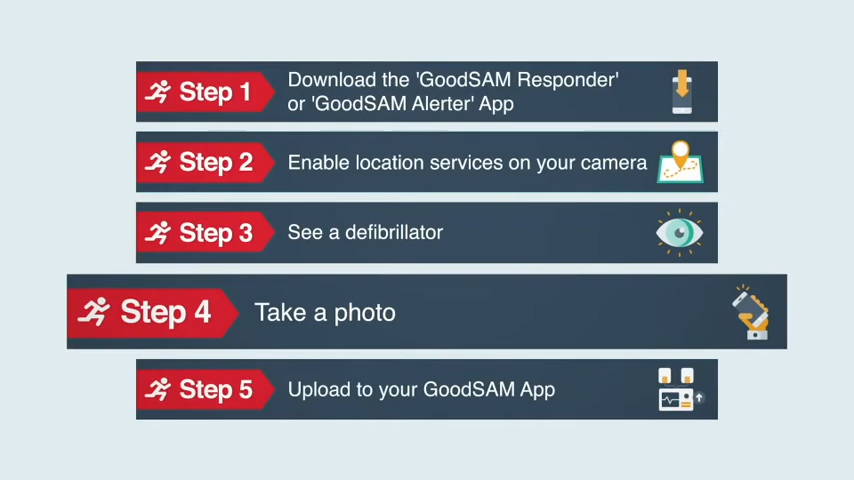 Step 1
Download the 'GoodSAM Responder'
or 'GoodSAM Alerter' App
Step 2
Enable location services on your camera
Step 3
See a defibrillator
Step 4
Take a photo
Step 5
Upload to your GoodSAM App